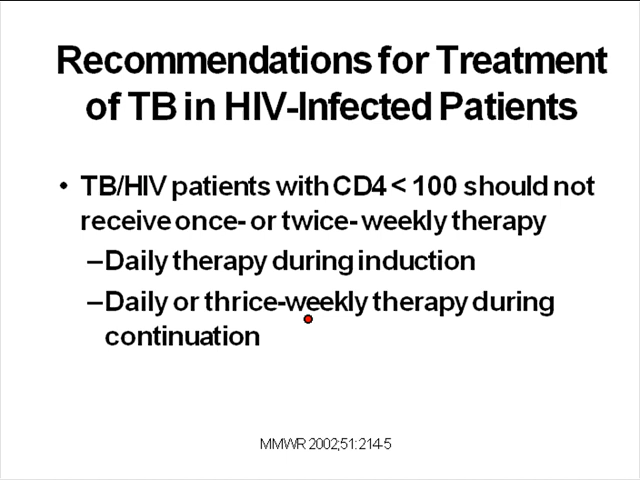 Recommendations for Treatment
of TB in HIV-Infected Patients
• TB/HIV patients with CD4 < 100 should not
receive once- or twice- weekly therapy
–Daily therapy during induction
–Daily or thrice-weekly therapy during
continuation
MMWR 2002;51:214-5